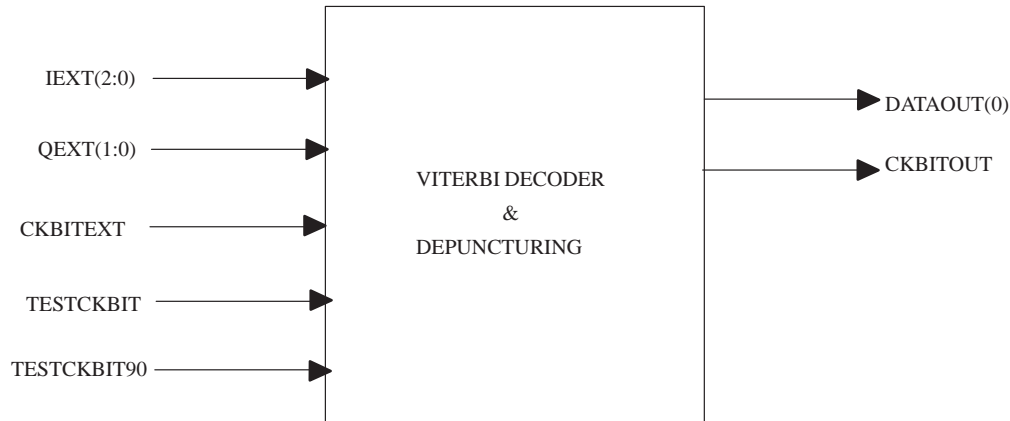 IEXT(2:0)
QEXT(1:0)
CKBITEXT
TESTCKBIT
TESTCKBIT90
VITERBI DECODER
&
DEPUNCTURING
DATAOUT(0)
CKBITOUT